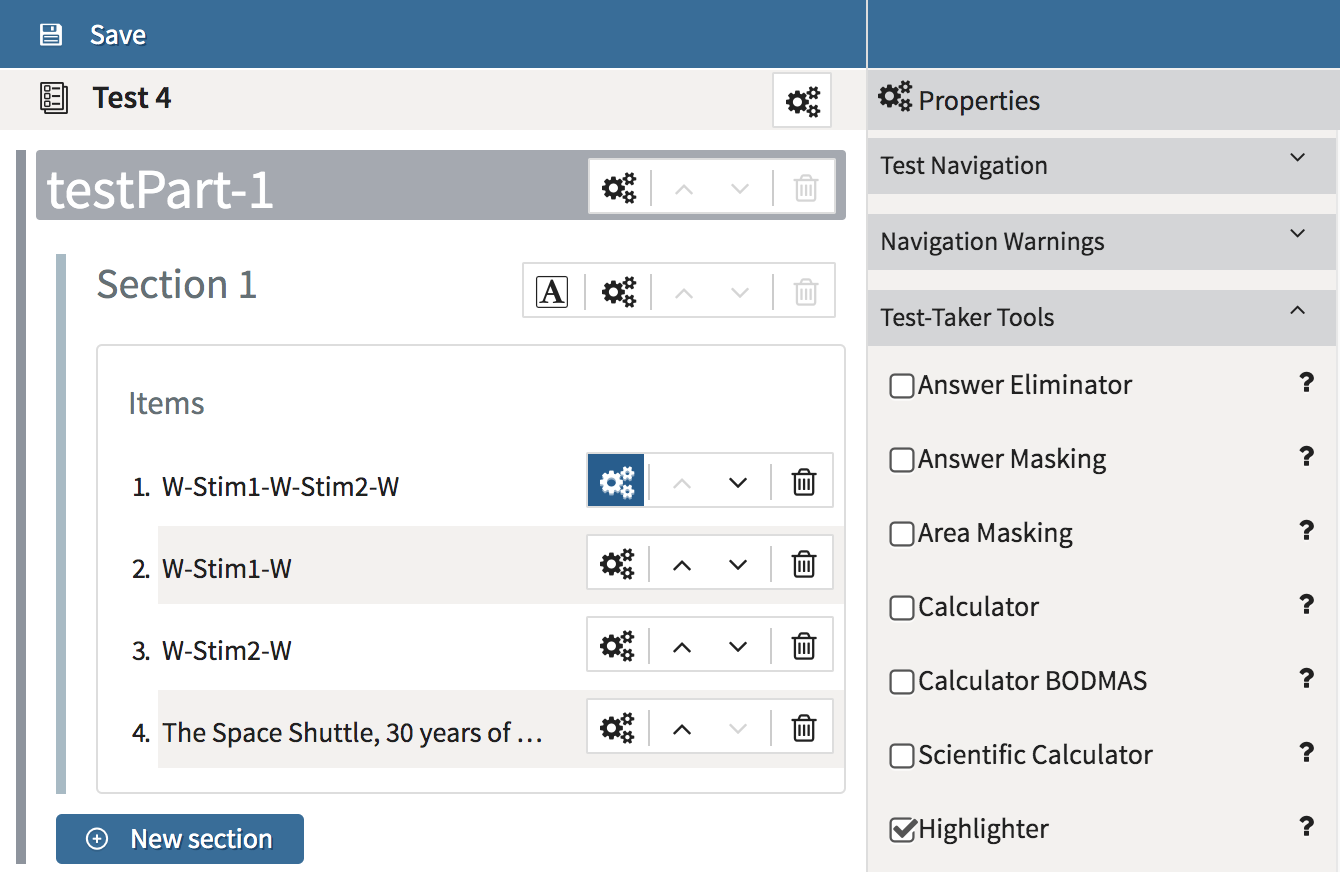 Save
Test 4
testPart-1
Section 1
A
Items
1. W-Stim1-W-Stim2-W
2. W-Stim1-W
3. W-Stim2-W
4. The Space Shuttle, 30 years of …
New section
Properties
Test Navigation
Navigation Warnings
Test-Taker Tools
Answer Eliminator ?
Answer Masking ?
Area Masking ?
Calculator ?
Calculator BODMAS ?
Scientific Calculator ?
Highlighter ?